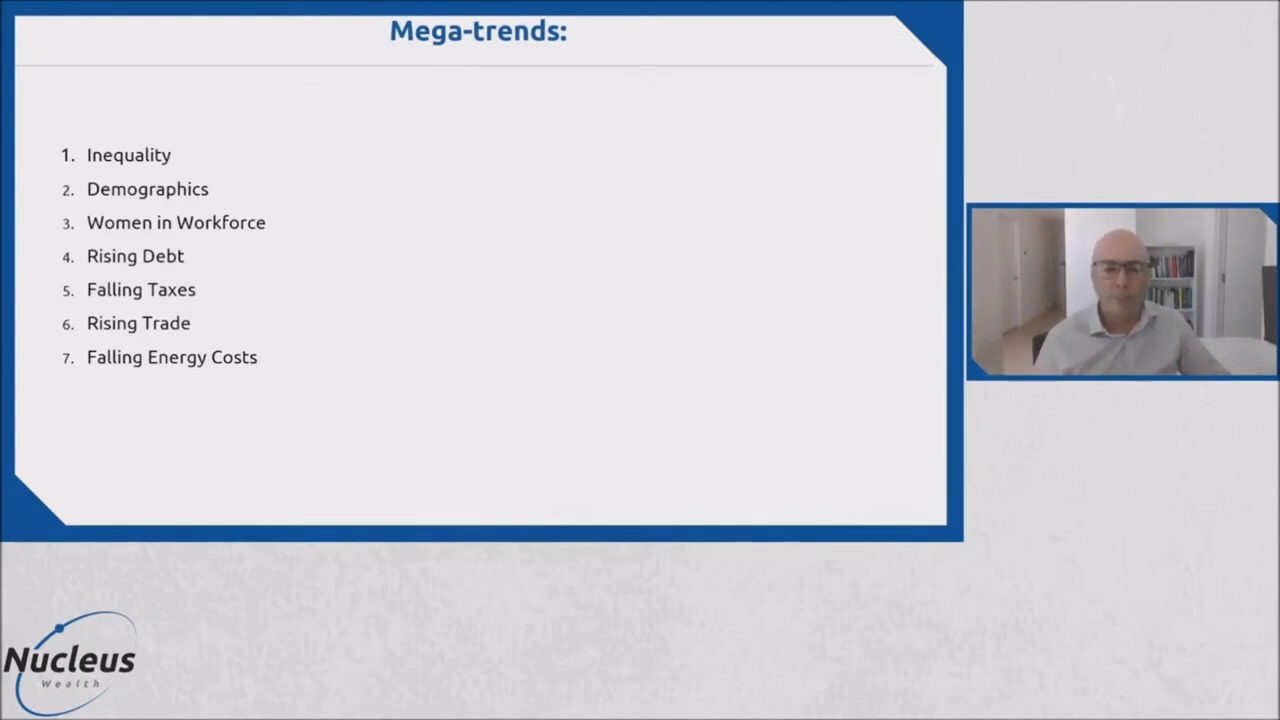 Mega-trends:
1. Inequality
2. Demographics
3. Women in Workforce
4. Rising Debt
5. Falling Taxes
6. Rising Trade
7. Falling Energy Costs
Nucleus
Wealth